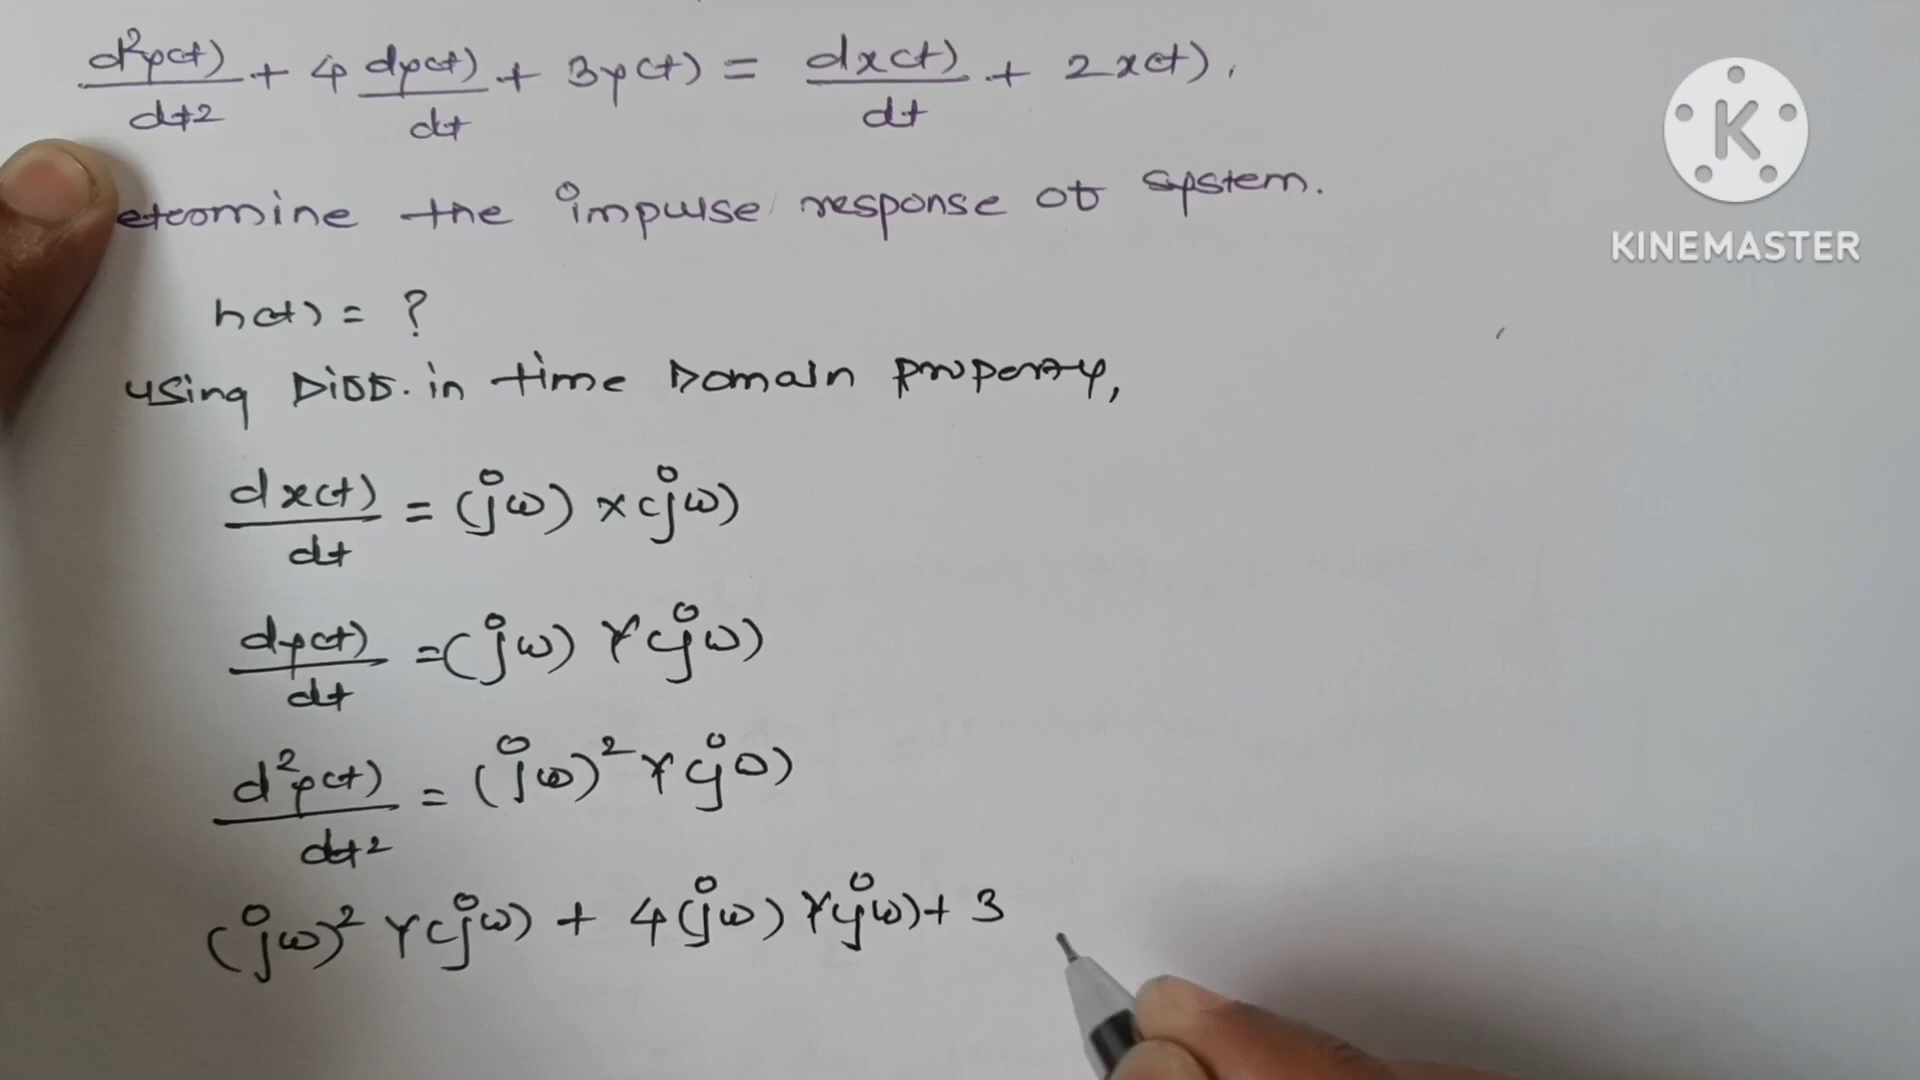 d²y(t)/dt2 + 4 dy(t)/dt + 3y(t) = dx(t)/dt + 2x(t).
etermine the impulse response of system.
h(t) = ?
using Diff. in time Domain property,
dx(t)/dt = (jω) X(jω)
dy(t)/dt = (jω) Y(jω)
d²y(t)/dt² = (jω)² Y(jω)
(jω)² Y(jω) + 4(jω) Y(jω) + 3
K
KINEMASTER